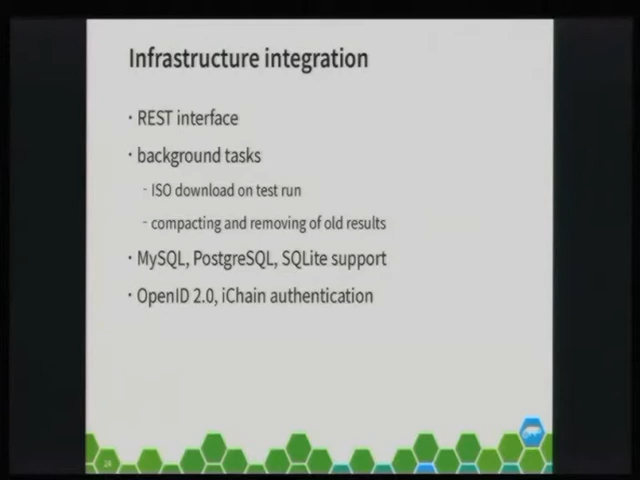 Infrastructure integration
· REST interface
· background tasks
- ISO download on test run
- compacting and removing of old results
· MySQL, PostgreSQL, SQLite support
· OpenID 2.0, iChain authentication